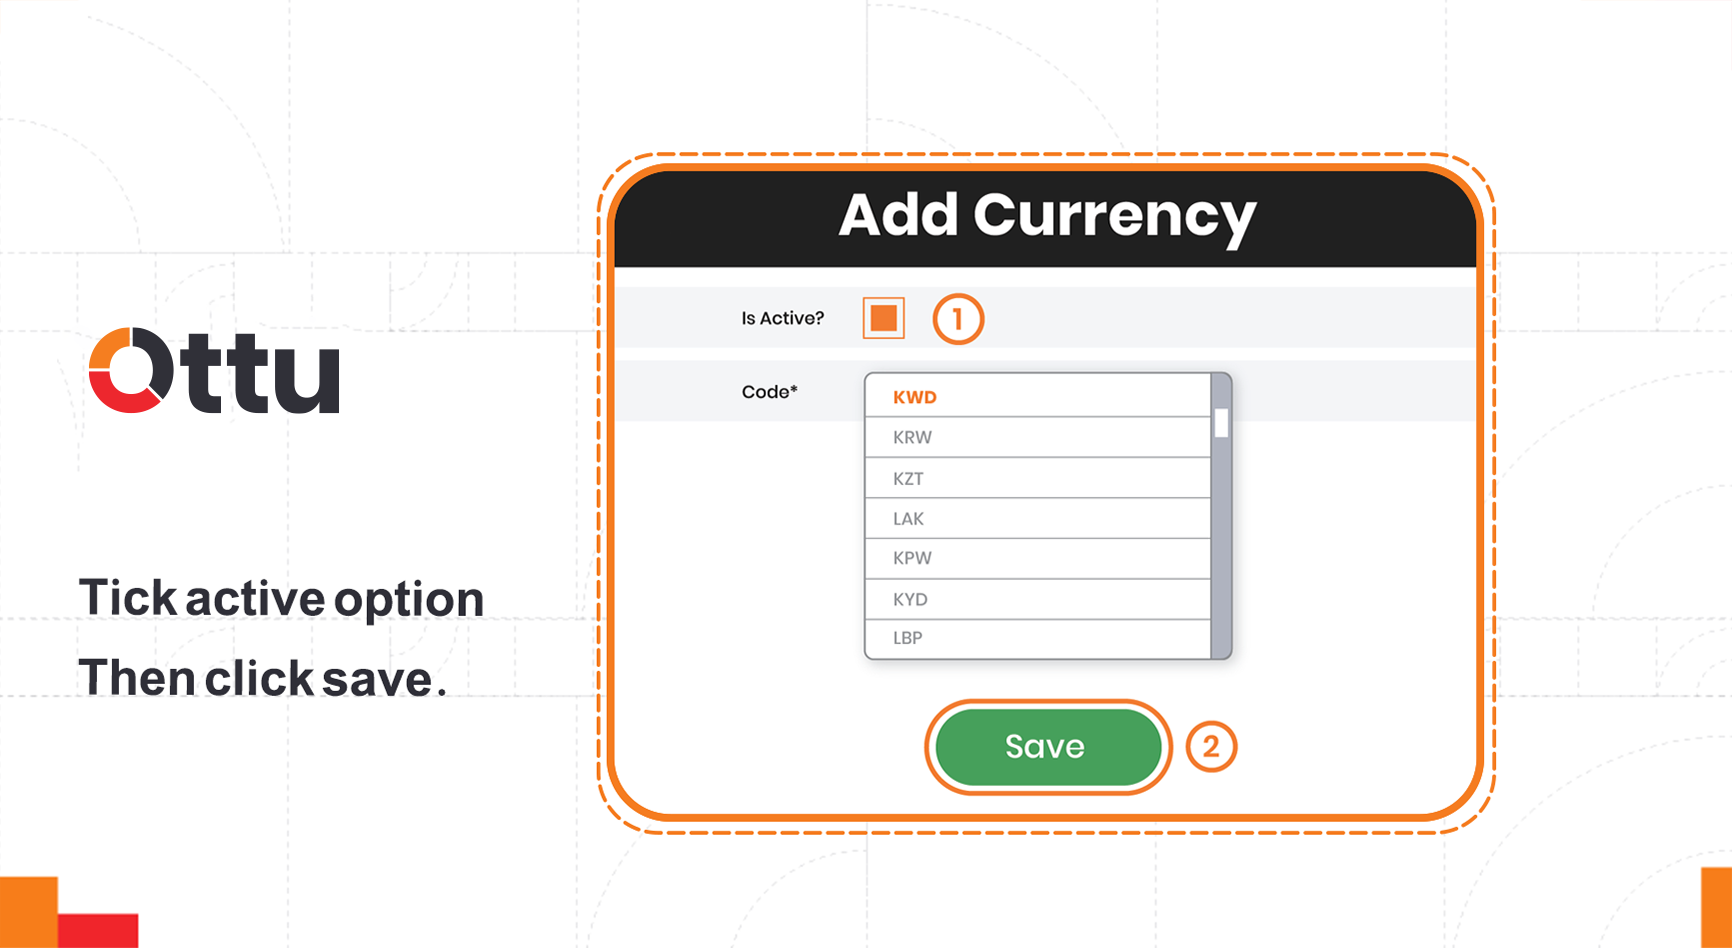 Ottu
Tick active option
Then click save.
Add Currency
Is Active? 1
Code*
KWD
KRW
KZT
LAK
KPW
KYD
LBP
Save 2